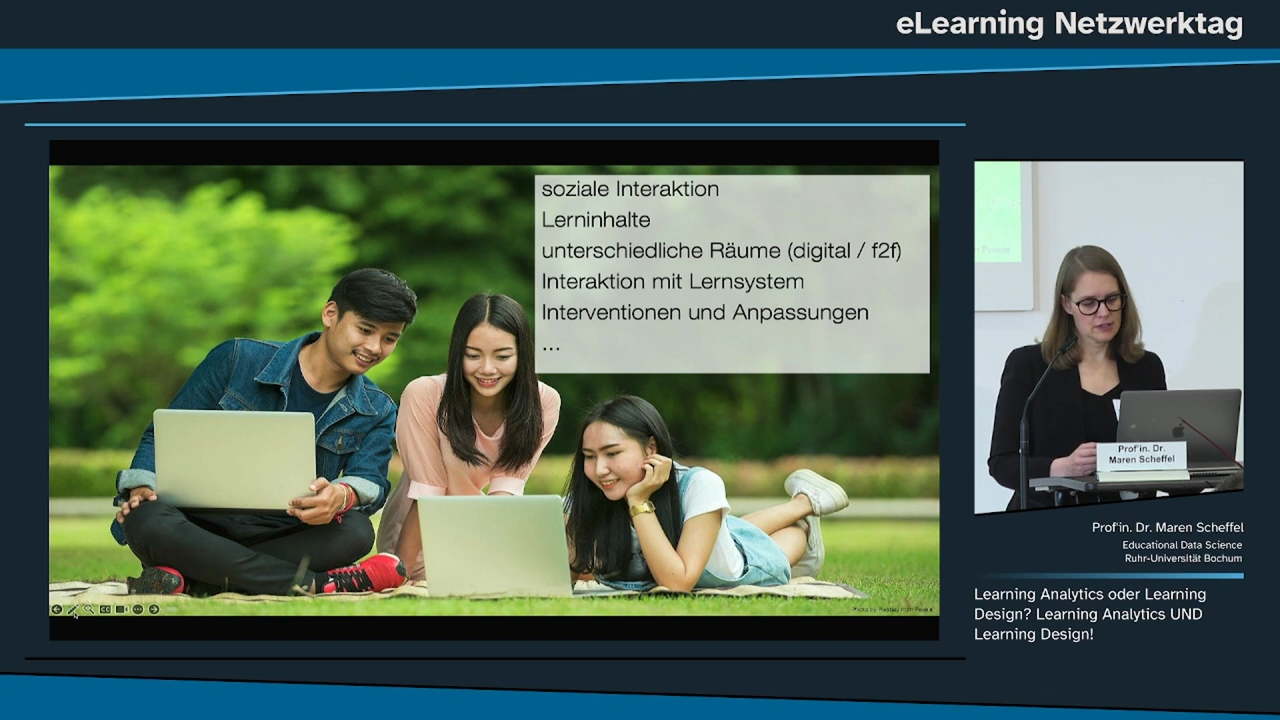 eLearning Netzwerktag
soziale Interaktion
Lerninhalte
unterschiedliche Räume (digital / f2f)
Interaktion mit Lernsystem
Interventionen und Anpassungen
...
Prof'in. Dr.
Maren Scheffel
Prof'in. Dr. Maren Scheffel
Educational Data Science
Ruhr-Universität Bochum
Learning Analytics oder Learning
Design? Learning Analytics UND
Learning Design!